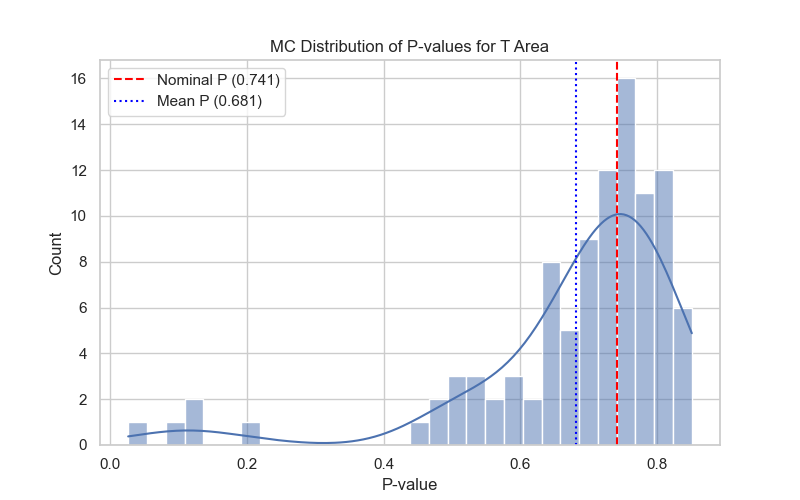 MC Distribution of P-values for T Area
Nominal P (0.741)
Mean P (0.681)
16
14
12
10
8
6
4
2
0
Count
0.0 0.2 0.4 0.6 0.8
P-value